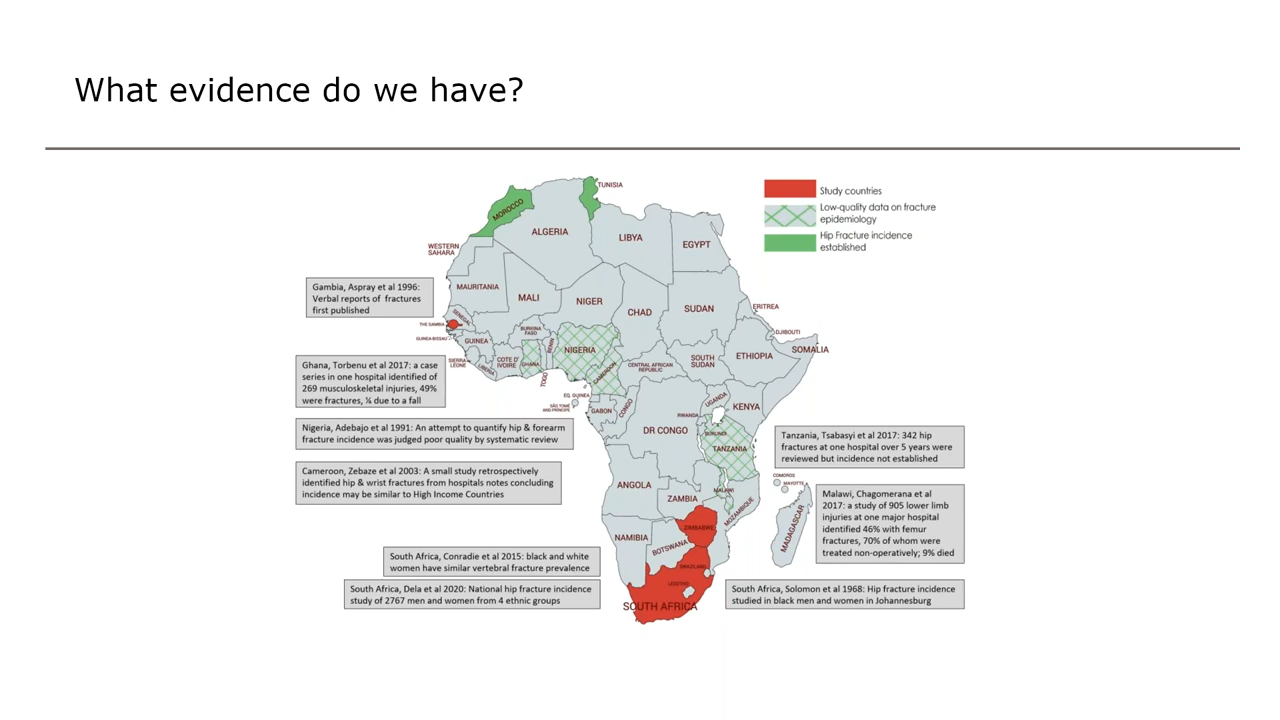 What evidence do we have?
Study countries
Low-quality data on fracture
epidemiology
Hip Fracture incidence
established
TUNISIA
MOROCCO
ALGERIA
LIBYA
EGYPT
WESTERN
SAHARA
MAURITANIA
MALI
NIGER
CHAD
SUDAN
ERITREA
DJIBOUTI
SOMALIA
ETHIOPIA
SOUTH
SUDAN
CENTRAL AFRICAN
REPUBLIC
SENEGAL
THE GAMBIA
GUINEA-BISSAU
GUINEA
SIERRA
LEONE
LIBERIA
COTE D'
IVOIRE
BURKINA
FASO
GHANA
TOGO
BENIN
NIGERIA
CAMEROON
EQ. GUINEA
SÃO TOMÉ
AND PRINCIPE
GABON
CONGO
DR CONGO
UGANDA
KENYA
RWANDA
BURUNDI
TANZANIA
COMOROS
MAYOTTE
ANGOLA
ZAMBIA
MALAWI
MOZAMBIQUE
MADAGASCAR
ZIMBABWE
NAMIBIA
BOTSWANA
SWAZILAND
LESOTHO
SOUTH AFRICA
Gambia, Aspray et al 1996:
Verbal reports of fractures
first published
Ghana, Torbenu et al 2017: a case
series in one hospital identified of
269 musculoskeletal injuries, 49%
were fractures, ¼ due to a fall
Nigeria, Adebajo et al 1991: An attempt to quantify hip & forearm
fracture incidence was judged poor quality by systematic review
Cameroon, Zebaze et al 2003: A small study retrospectively
identified hip & wrist fractures from hospitals notes concluding
incidence may be similar to High Income Countries
Tanzania, Tsabasyi et al 2017: 342 hip
fractures at one hospital over 5 years were
reviewed but incidence not established
Malawi, Chagomerana et al
2017: a study of 905 lower limb
injuries at one major hospital
identified 46% with femur
fractures, 70% of whom were
treated non-operatively; 9% died
South Africa, Conradie et al 2015: black and white
women have similar vertebral fracture prevalence
South Africa, Dela et al 2020: National hip fracture incidence
study of 2767 men and women from 4 ethnic groups
South Africa, Solomon et al 1968: Hip fracture incidence
studied in black men and women in Johannesburg